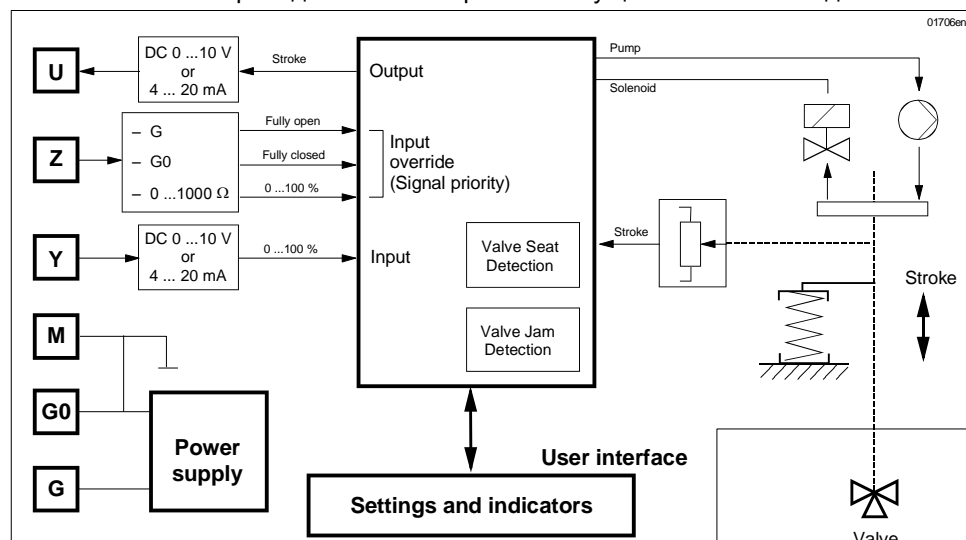 01706en
U
DC 0 ...10 V
or
4 ... 20 mA
Stroke
Output
Pump
Solenoid
Z
– G
– G0
– 0 ...1000 Ω
Fully open
Fully closed
0 ...100 %
Input
override
(Signal priority)
Y
DC 0 ...10 V
or
4 ... 20 mA
0 ...100 %
Input
Valve Seat
Detection
Stroke
Stroke
M
Valve Jam
Detection
G0
Power
supply
G
User interface
Settings and indicators
Valve